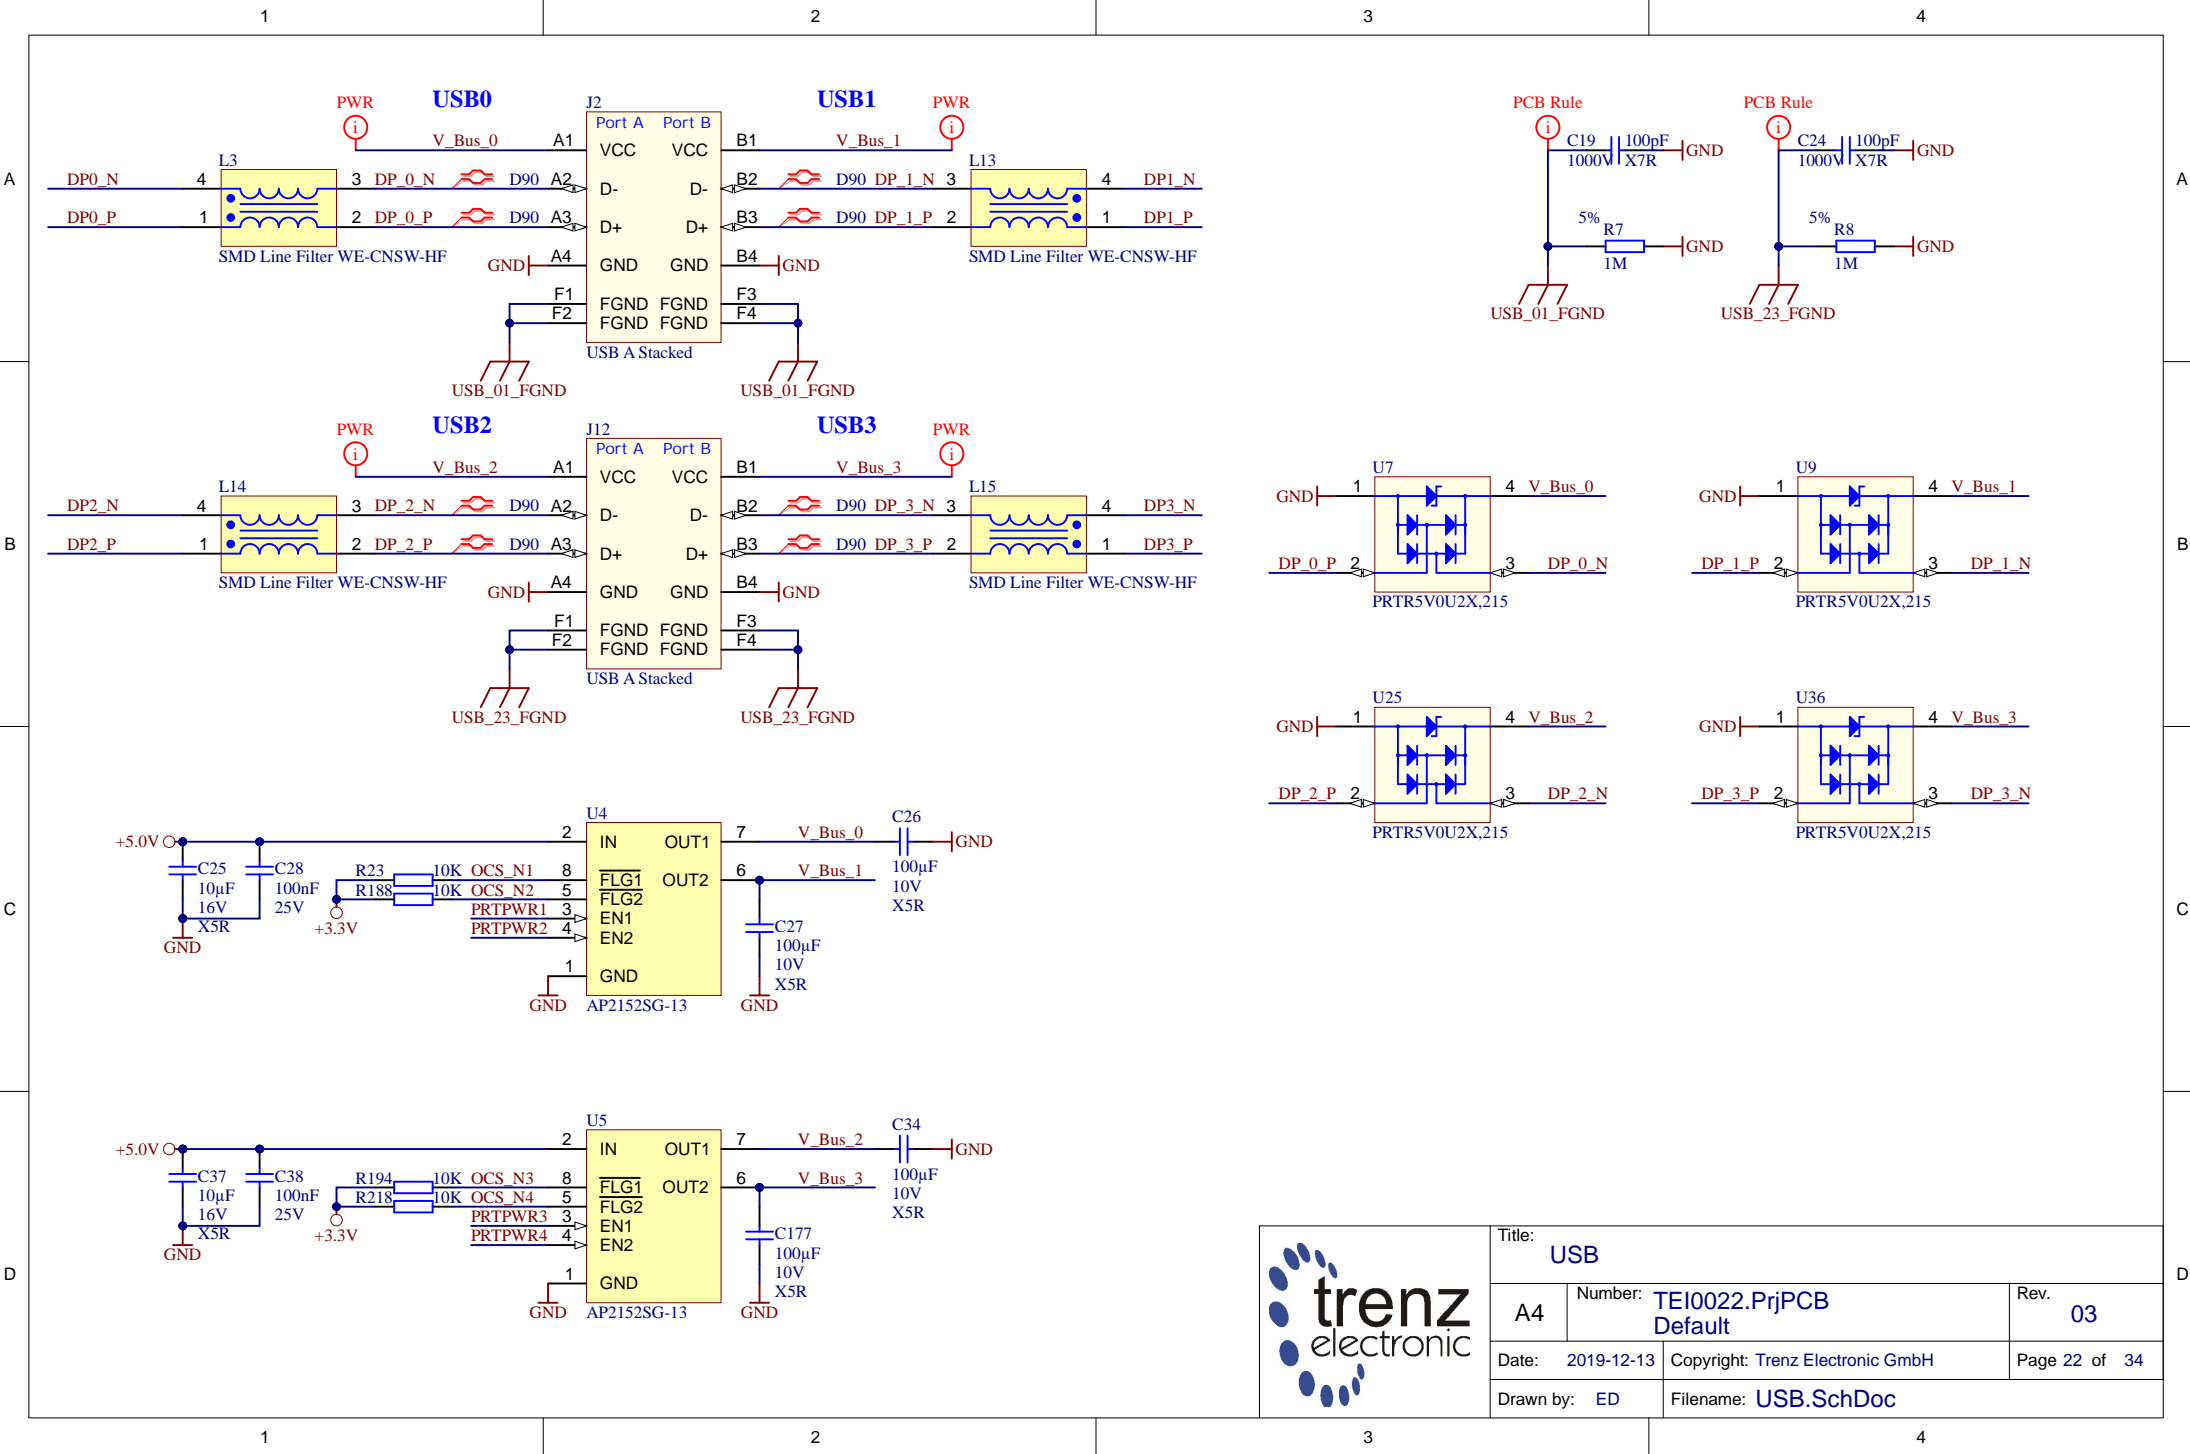 1 2 3 4
A A
B B
C C
D D
1 2 3 4
USB0 USB1
PWR J2 PWR
Port A Port B
V_Bus_0 A1 VCC VCC B1 V_Bus_1
L3 L13
DP0_N 4 3 DP_0_N D90 A2 D- D- B2 D90 DP_1_N 3 4 DP1_N
DP0_P 1 2 DP_0_P D90 A3 D+ D+ B3 D90 DP_1_P 2 1 DP1_P
SMD Line Filter WE-CNSW-HF SMD Line Filter WE-CNSW-HF
GND A4 GND GND B4 GND
F1 FGND FGND F3
F2 FGND FGND F4
USB A Stacked
USB_01_FGND USB_01_FGND
USB2 USB3
PWR J12 PWR
Port A Port B
V_Bus_2 A1 VCC VCC B1 V_Bus_3
L14 L15
DP2_N 4 3 DP_2_N D90 A2 D- D- B2 D90 DP_3_N 3 4 DP3_N
DP2_P 1 2 DP_2_P D90 A3 D+ D+ B3 D90 DP_3_P 2 1 DP3_P
SMD Line Filter WE-CNSW-HF SMD Line Filter WE-CNSW-HF
GND A4 GND GND B4 GND
F1 FGND FGND F3
F2 FGND FGND F4
USB A Stacked
USB_23_FGND USB_23_FGND
PCB Rule PCB Rule
C19 100pF GND C24 100pF GND
1000V X7R 1000V X7R
5% 5%
R7 GND R8 GND
1M 1M
USB_01_FGND USB_23_FGND
U7 U9
GND 1 4 V_Bus_0 GND 1 4 V_Bus_1
DP_0_P 2 3 DP_0_N DP_1_P 2 3 DP_1_N
PRTR5V0U2X,215 PRTR5V0U2X,215
U25 U36
GND 1 4 V_Bus_2 GND 1 4 V_Bus_3
DP_2_P 2 3 DP_2_N DP_3_P 2 3 DP_3_N
PRTR5V0U2X,215 PRTR5V0U2X,215
U4 C26
+5.0V 2 IN OUT1 7 V_Bus_0 GND
C25 C28 R23 10K OCS_N1 8 FLG1 OUT2 6 V_Bus_1 100µF
10µF 100nF R188 10K OCS_N2 5 FLG2 10V
16V 25V PRTPWR1 3 EN1 X5R
X5R +3.3V PRTPWR2 4 EN2 C27
GND 100µF
1 GND 10V
X5R
GND AP2152SG-13 GND
U5 C34
+5.0V 2 IN OUT1 7 V_Bus_2 GND
C37 C38 R194 10K OCS_N3 8 FLG1 OUT2 6 V_Bus_3 100µF
10µF 100nF R218 10K OCS_N4 5 FLG2 10V
16V 25V PRTPWR3 3 EN1 X5R
X5R +3.3V PRTPWR4 4 EN2 C177
GND 100µF
1 GND 10V
X5R
GND AP2152SG-13 GND
trenz
electronic
Title:
USB
A4 Number: TEI0022.PrjPCB
Default
Rev.
03
Date: 2019-12-13 Copyright: Trenz Electronic GmbH Page 22 of 34
Drawn by: ED Filename: USB.SchDoc